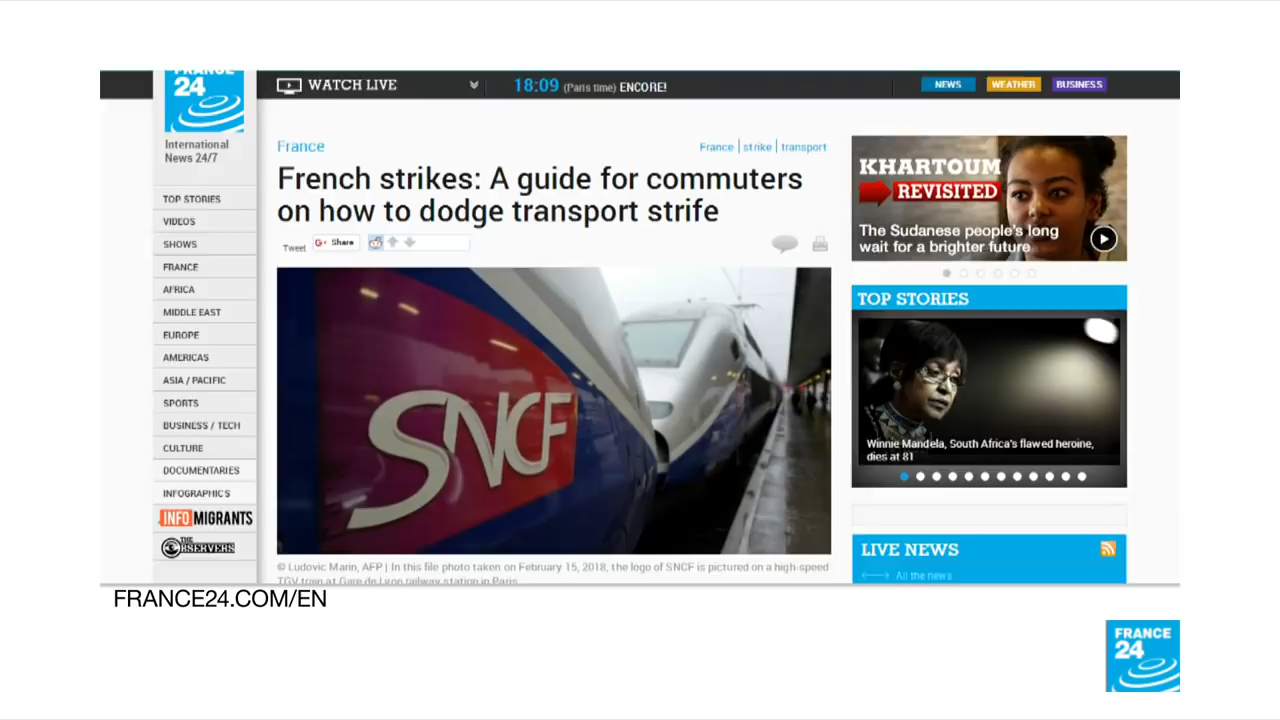 FRANCE
24
International
News 24/7
TOP STORIES
VIDEOS
SHOWS
FRANCE
AFRICA
MIDDLE EAST
EUROPE
AMERICAS
ASIA / PACIFIC
SPORTS
BUSINESS / TECH
CULTURE
DOCUMENTARIES
INFOGRAPHICS
INFOMIGRANTS
THE
OBSERVERS
WATCH LIVE
18:09 (Paris time) ENCORE!
NEWS WEATHER BUSINESS
France
France strike transport
French strikes: A guide for commuters
on how to dodge transport strife
Tweet G+ Share
SNCF
© Ludovic Marin, AFP | In this file photo taken on February 15, 2018, the logo of SNCF is pictured on a high-speed
TGV train at Gare de Lyon railway station in Paris.
KHARTOUM
REVISITED
The Sudanese people's long
wait for a brighter future
TOP STORIES
Winnie Mandela, South Africa's flawed heroine,
dies at 81
LIVE NEWS
All the news
FRANCE24.COM/EN
FRANCE
24